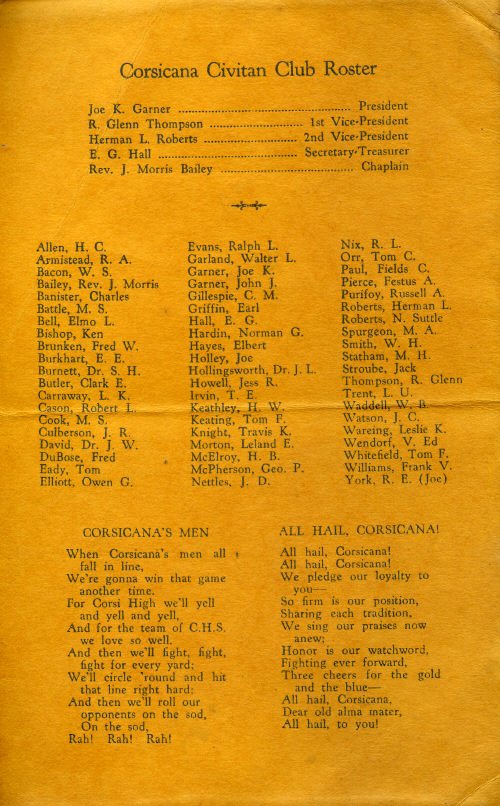 Corsicana Civitan Club Roster
Joe K. Garner ........ President
R. Glenn Thompson ........ 1st Vice-President
Herman L. Roberts ........ 2nd Vice-President
E. G. Hall ........ Secretary-Treasurer
Rev. J. Morris Bailey ........ Chaplain
Allen, H. C.
Armistead, R. A.
Bacon, W. S.
Bailey, Rev. J. Morris
Banister, Charles
Battle, M. S.
Bell, Elmo L.
Bishop, Ken
Brunken, Fred W.
Burkhart, E. E.
Burnett, Dr. S. H.
Butler, Clark E.
Carraway, L. K.
Cason, Robert L.
Cook, M. S.
Culberson, J. R.
David, Dr. J. W.
DuBose, Fred
Eady, Tom
Elliott, Owen G.
Evans, Ralph L.
Garland, Walter L.
Garner, Joe K.
Garner, John J.
Gillespie, C. M.
Griffin, Earl
Hall, E. G.
Hardin, Norman G.
Hayes, Elbert
Holley, Joe
Hollingsworth, Dr. J. L.
Howell, Jess R.
Irvin, T. E.
Keathley, H. W.
Keating, Tom F.
Knight, Travis K.
Morton, Leland E.
McElroy, H. B.
McPherson, Geo. P.
Nettles, J. D.
Nix, R. L.
Orr, Tom C.
Paul, Fields C.
Pierce, Festus A.
Purifoy, Russell A.
Roberts, Herman L.
Roberts, N. Suttle
Spurgeon, M. A.
Smith, W. H.
Statham, M. H.
Stroube, Jack
Thompson, R. Glenn
Trent, L. U.
Waddell, W. B.
Watson, J. C.
Wareing, Leslie K.
Wendorf, V. Ed
Whitefield, Tom F.
Williams, Frank V.
York, R. E. (Joe)
CORSICANA'S MEN
When Corsicana's men all
fall in line,
We're gonna win that game
another time.
For Corsi High we'll yell
and yell and yell,
And for the team of C.H.S.
we love so well.
And then we'll fight, fight,
fight for every yard;
We'll circle 'round and hit
that line right hard;
And then we'll roll our
opponents on the sod,
On the sod,
Rah! Rah! Rah!
ALL HAIL, CORSICANA!
All hail, Corsicana!
All hail, Corsicana!
We pledge our loyalty to
you—
So firm is our position,
Sharing each tradition,
We sing our praises now
anew;
Honor is our watchword,
Fighting ever forward,
Three cheers for the gold
and the blue—
All hail, Corsicana,
Dear old alma mater,
All hail, to you!